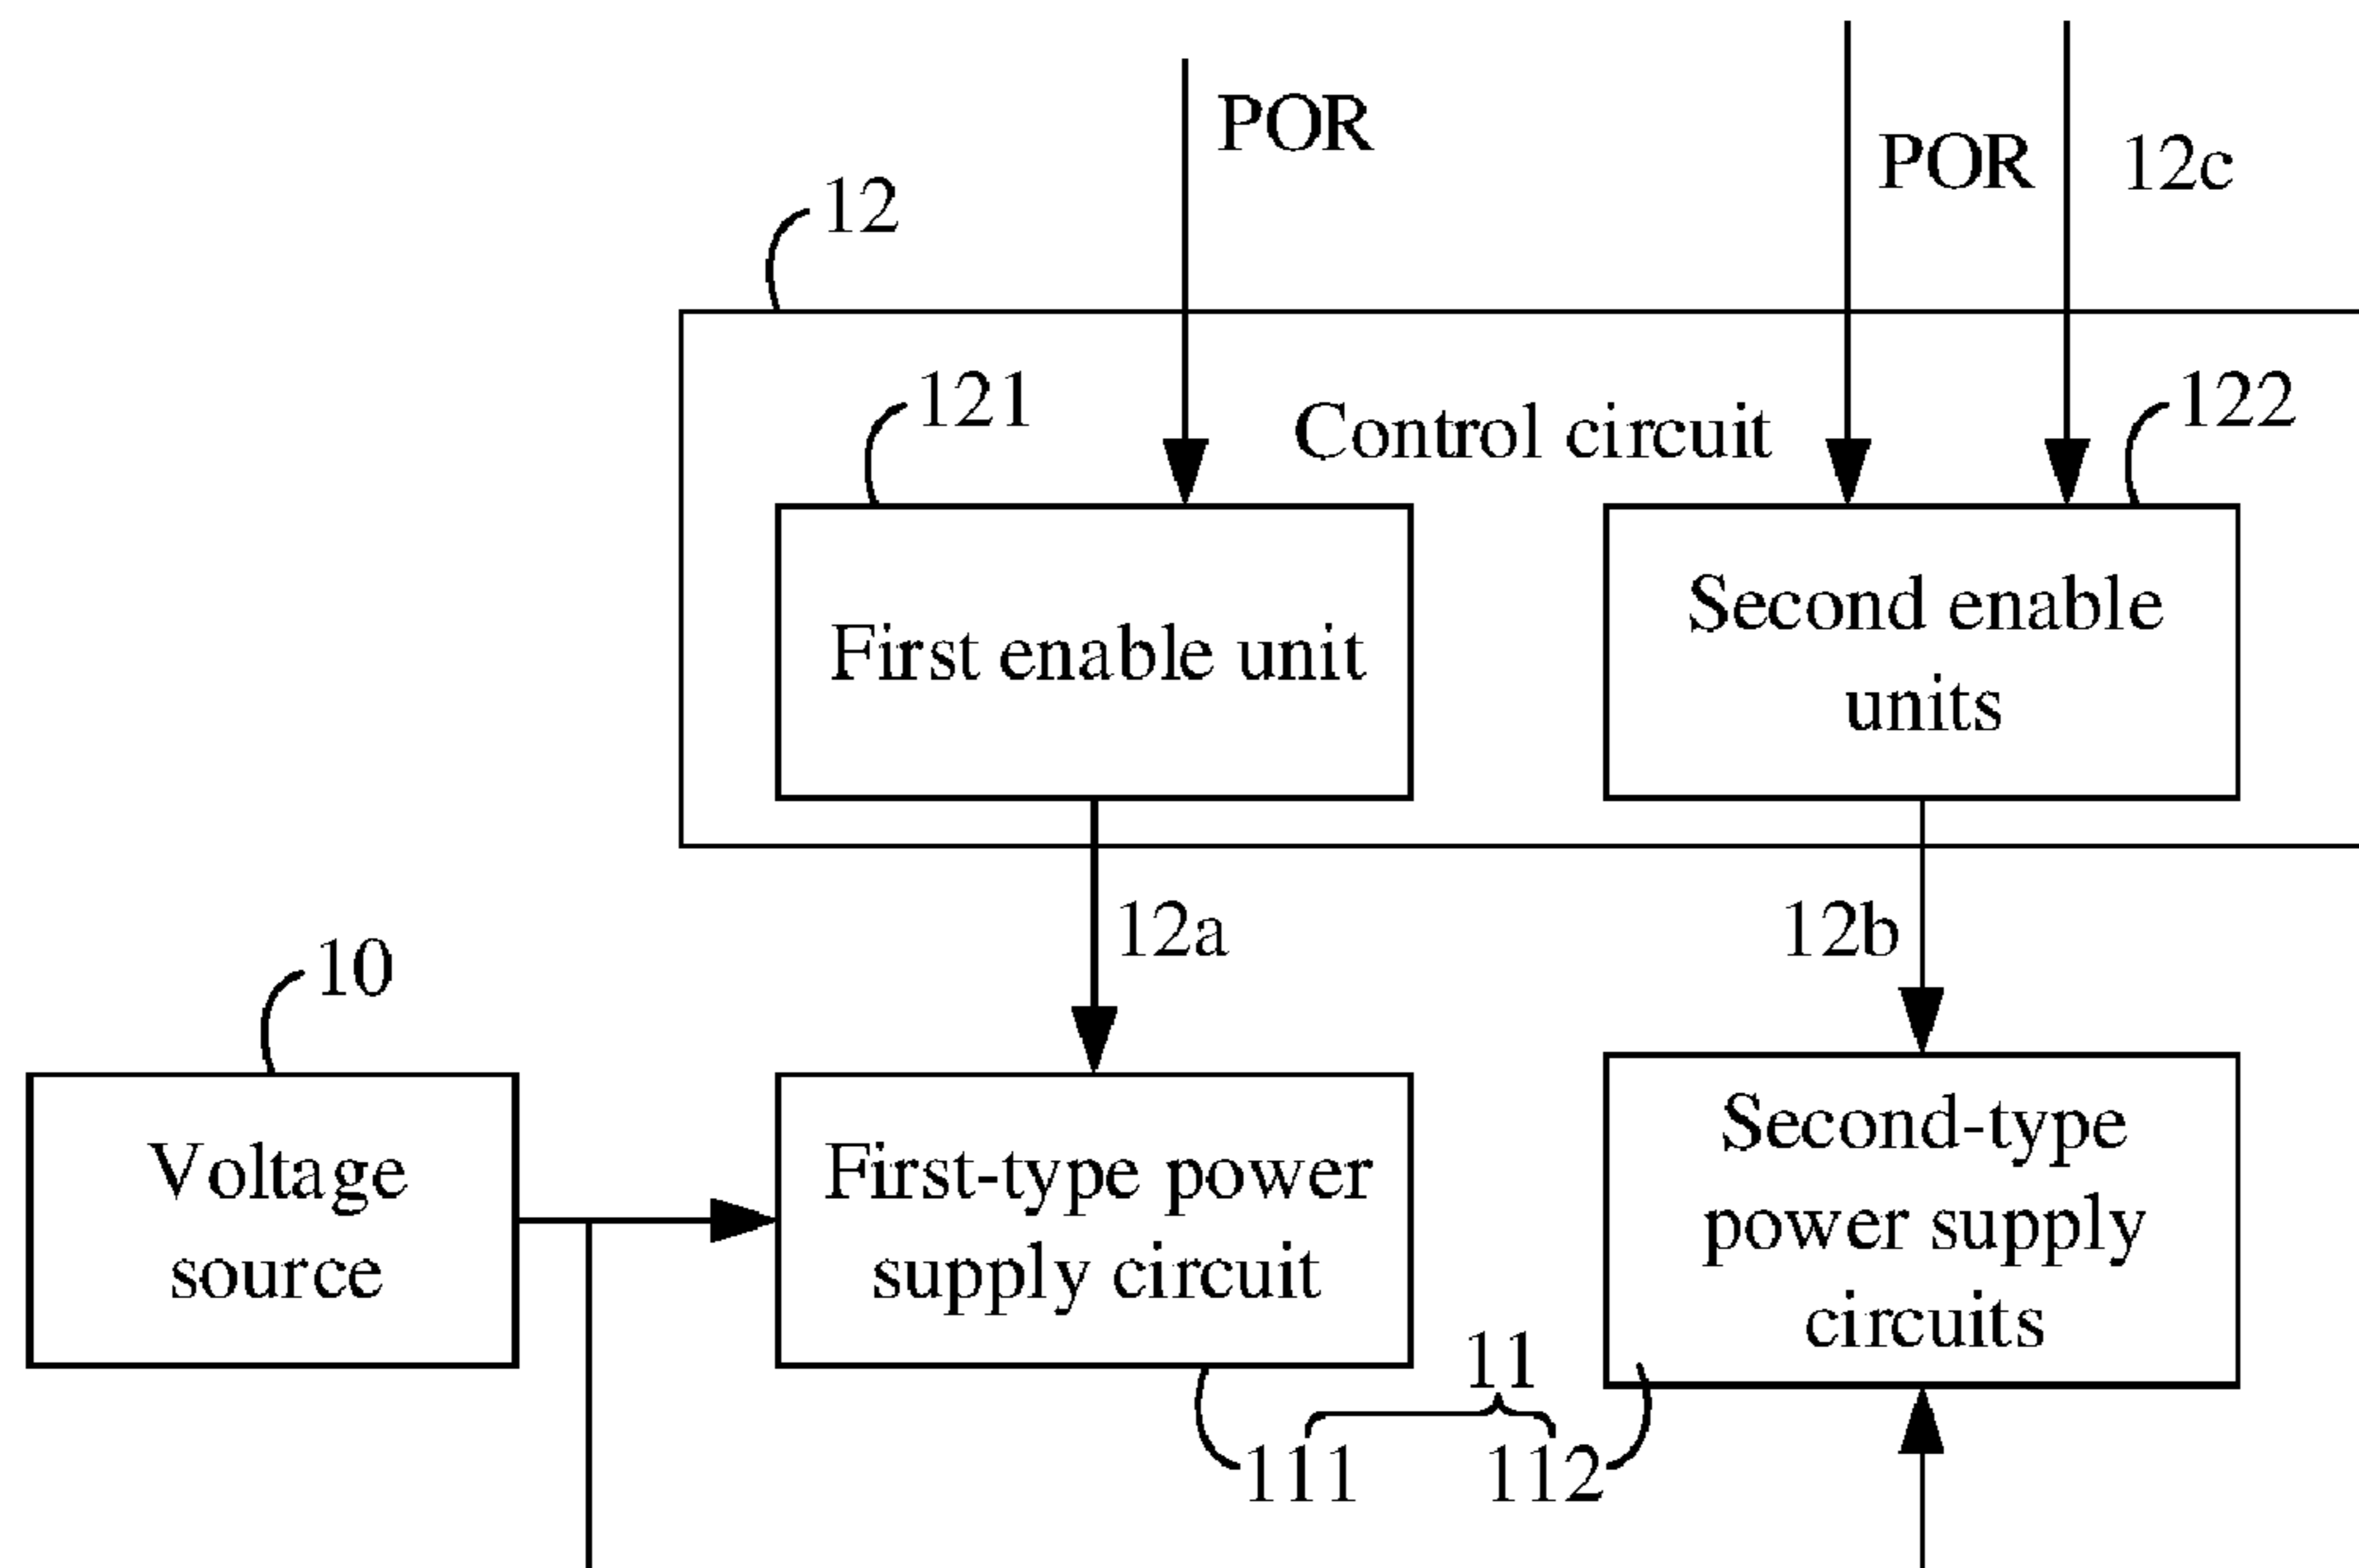 POR
POR
12c
12
121
Control circuit
122
First enable unit
Second enable
units
12a
12b
10
Voltage
source
First-type power
supply circuit
Second-type
power supply
circuits
11
111
112